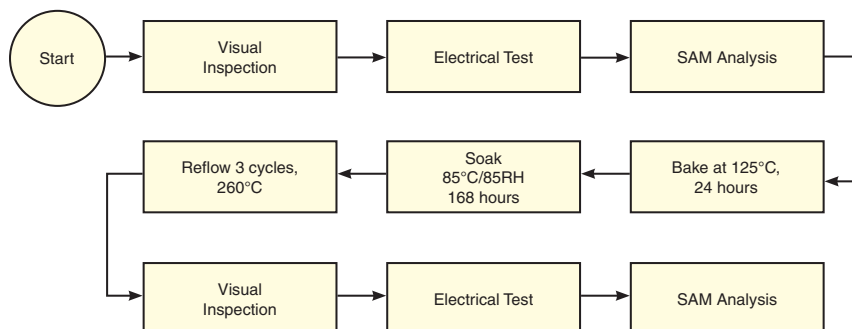 Start
Visual
Inspection
Electrical Test
SAM Analysis
Bake at 125°C,
24 hours
Soak
85°C/85RH
168 hours
Reflow 3 cycles,
260°C
Visual
Inspection
Electrical Test
SAM Analysis